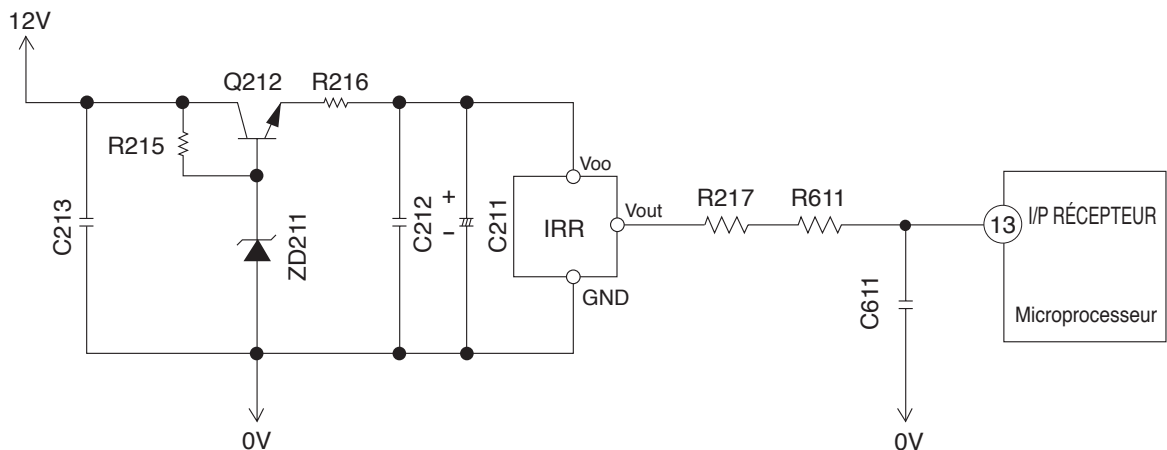 12V
Q212
R216
R215
C213
ZD211
C212
+
-
C211
Voo
IRR
Vout
GND
R217
R611
C611
13
I/P RÉCEPTEUR
Microprocesseur
0V
0V